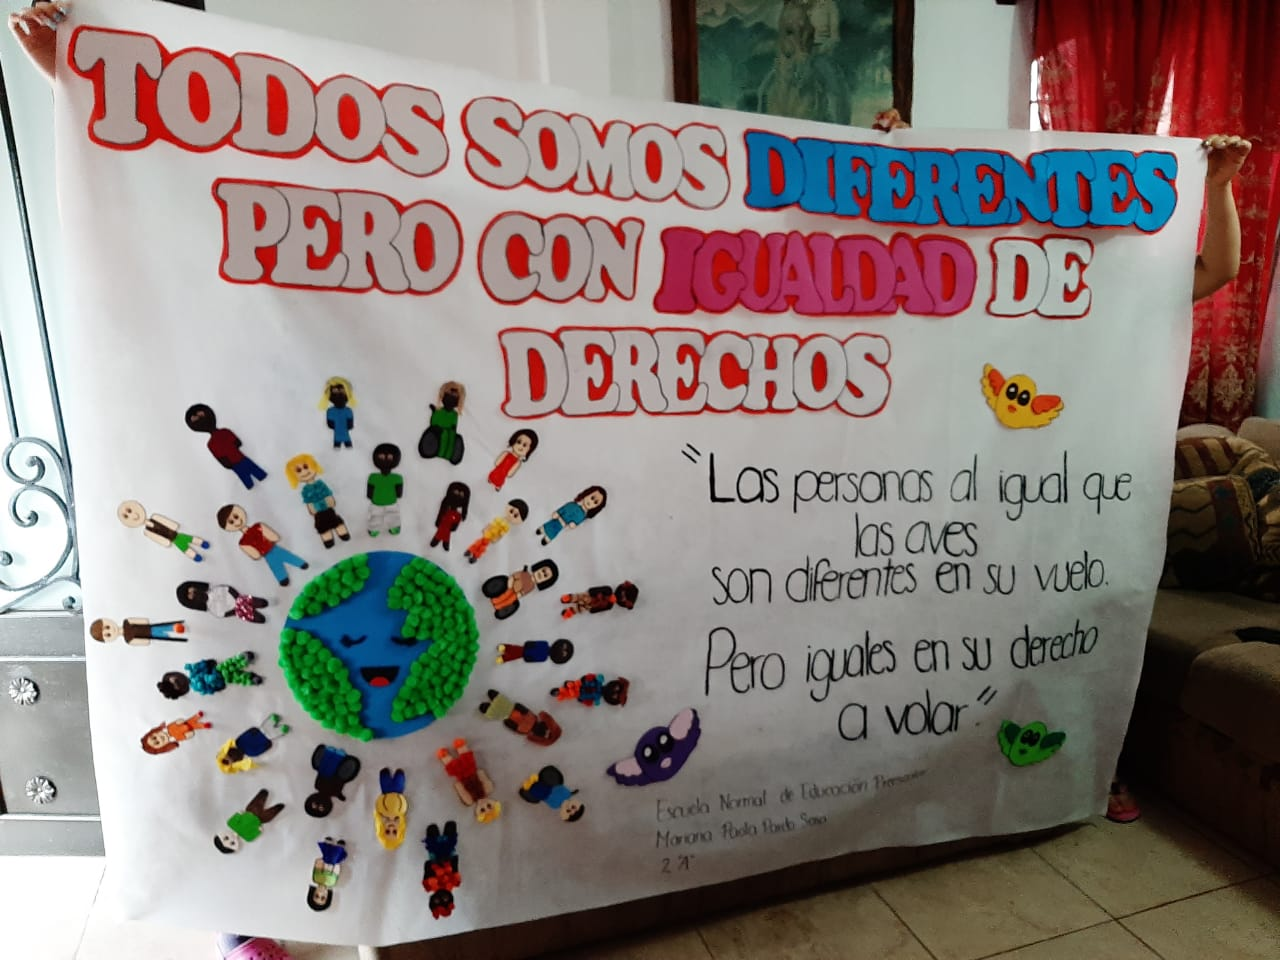 TODOS SOMOS DIFERENTES
PERO CON IGUALDAD DE
DERECHOS
"Las personas al igual que
las aves
son diferentes en su vuelo.
Pero iguales en su derecho
a volar."
Escuela Normal de Educación Preescolar
Mariana Paola Pardo Sosa
2 "A"